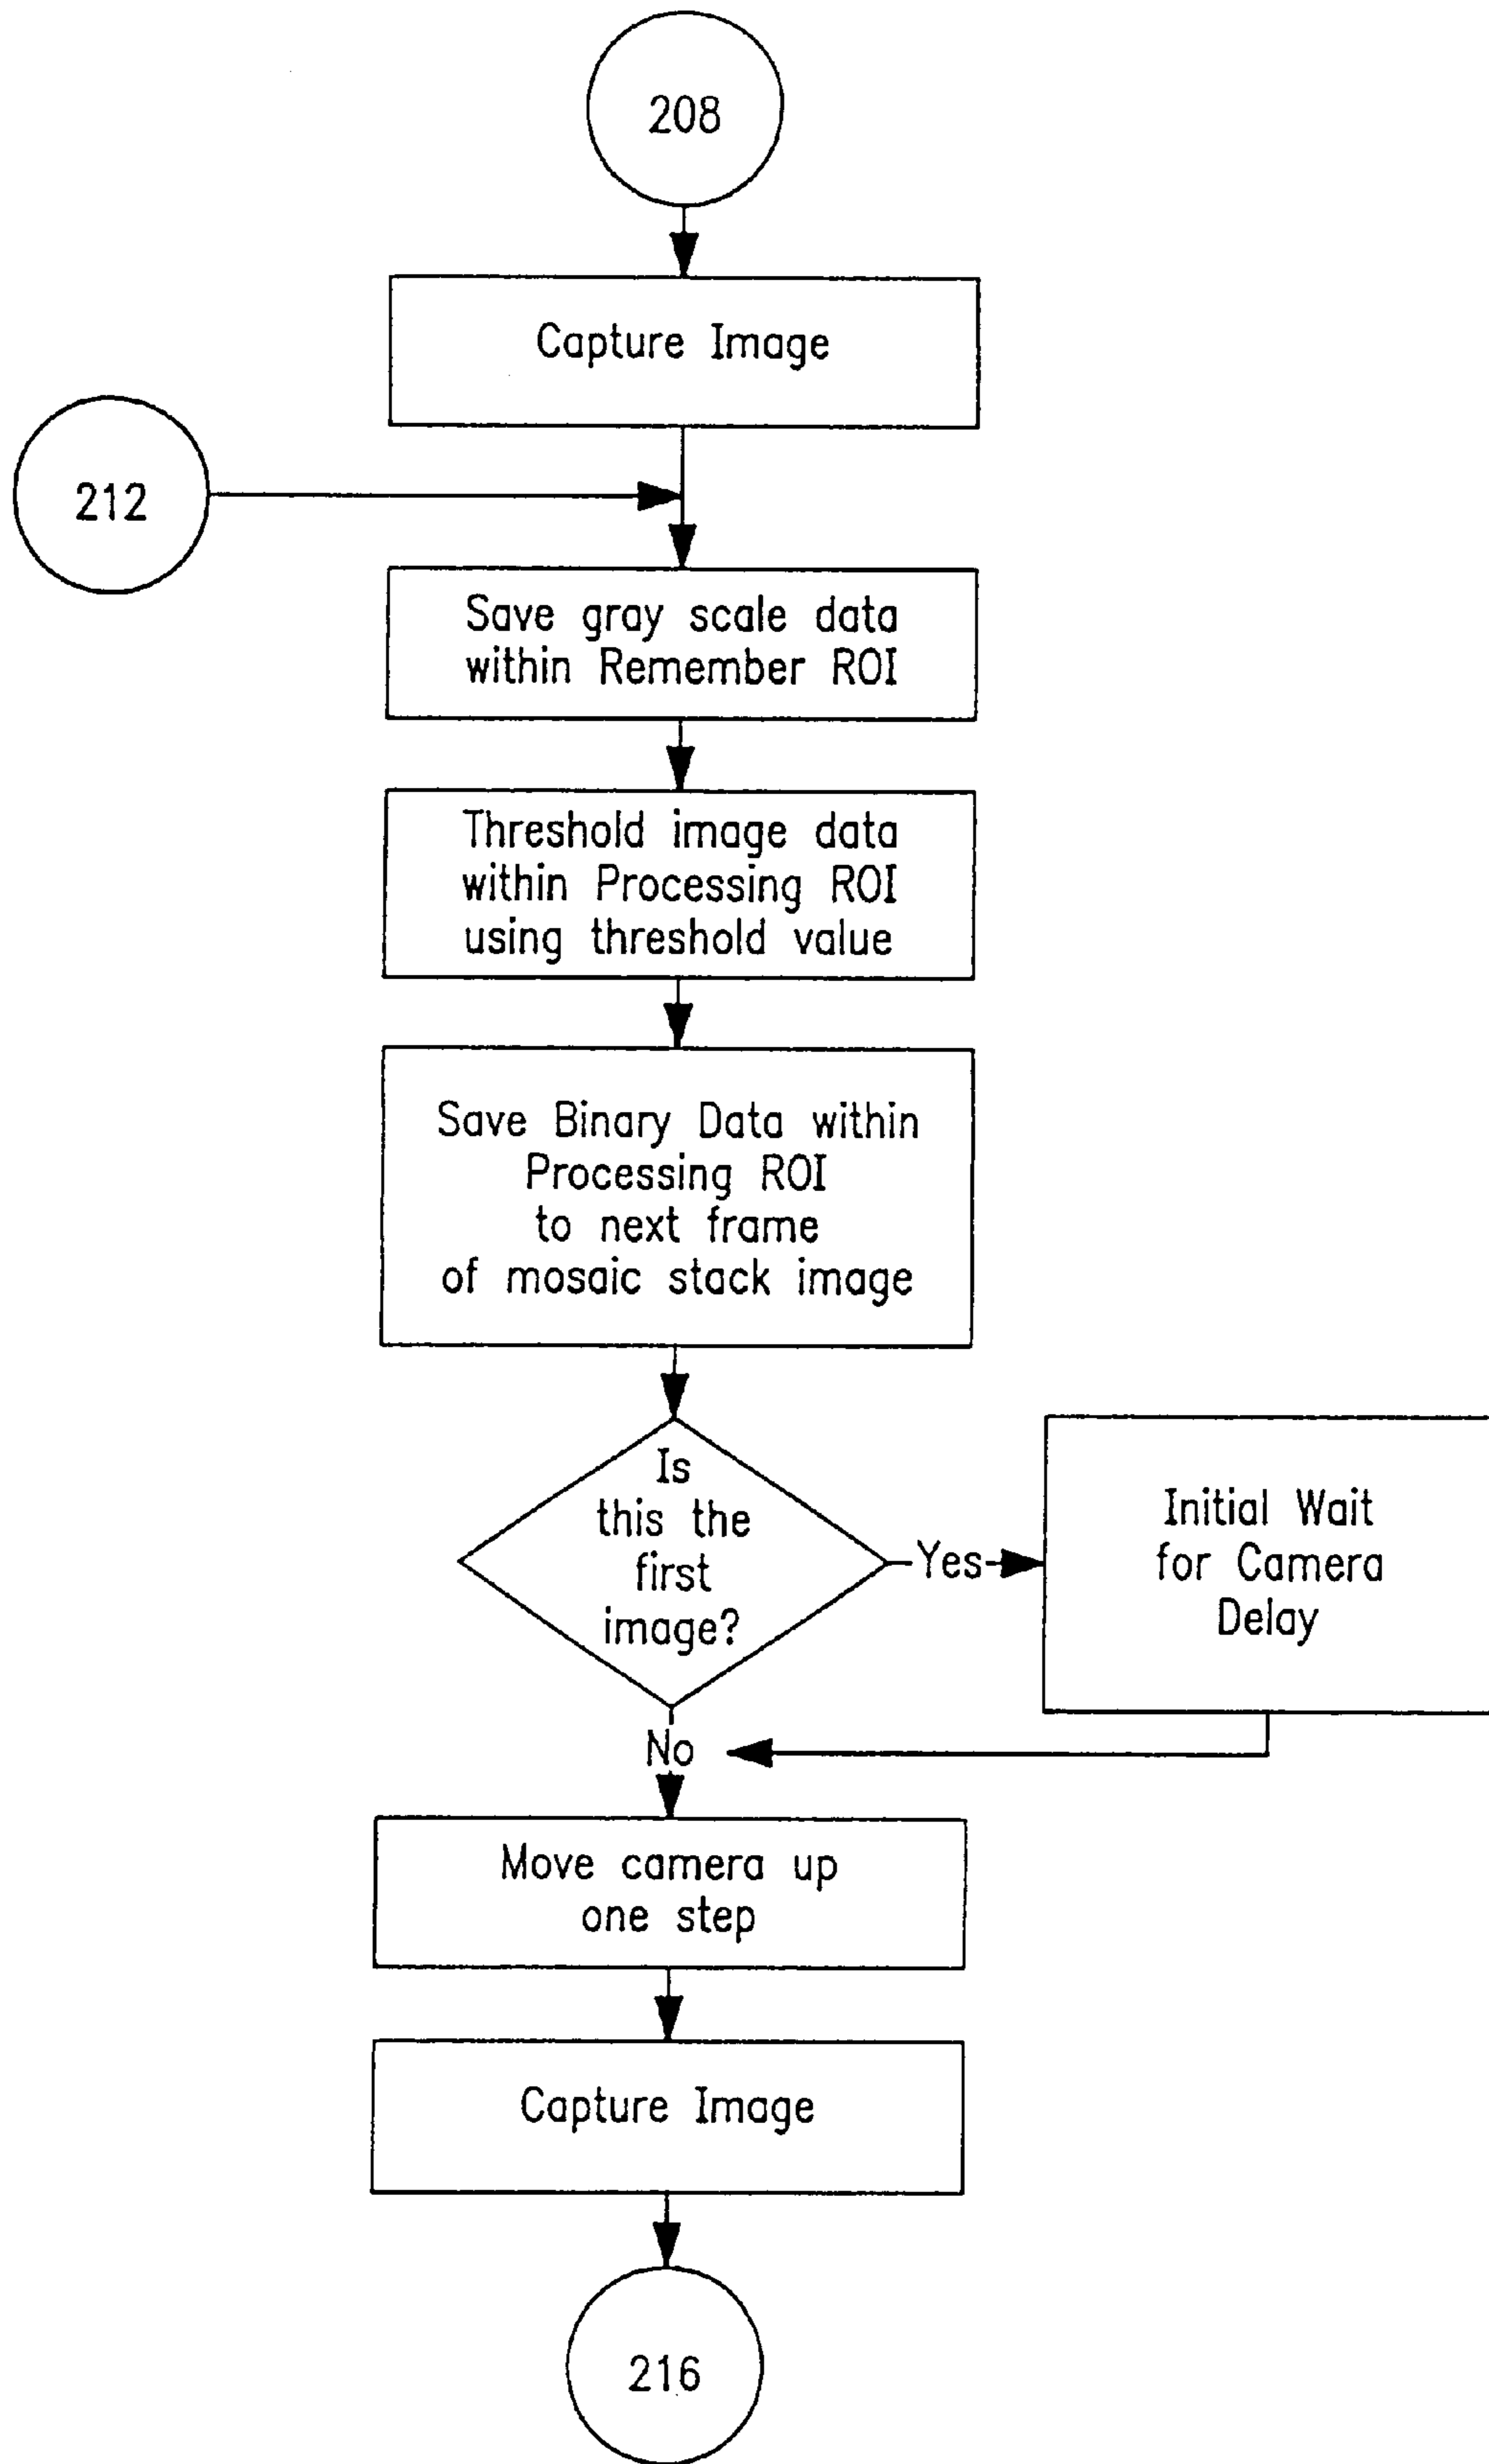 208
Capture Image
212
Save gray scale data
within Remember ROI
Threshold image data
within Processing ROI
using threshold value
Save Binary Data within
Processing ROI
to next frame
of mosaic stack image
Is
this the
first
image?
Yes
Initial Wait
for Camera
Delay
No
Move camera up
one step
Capture Image
216